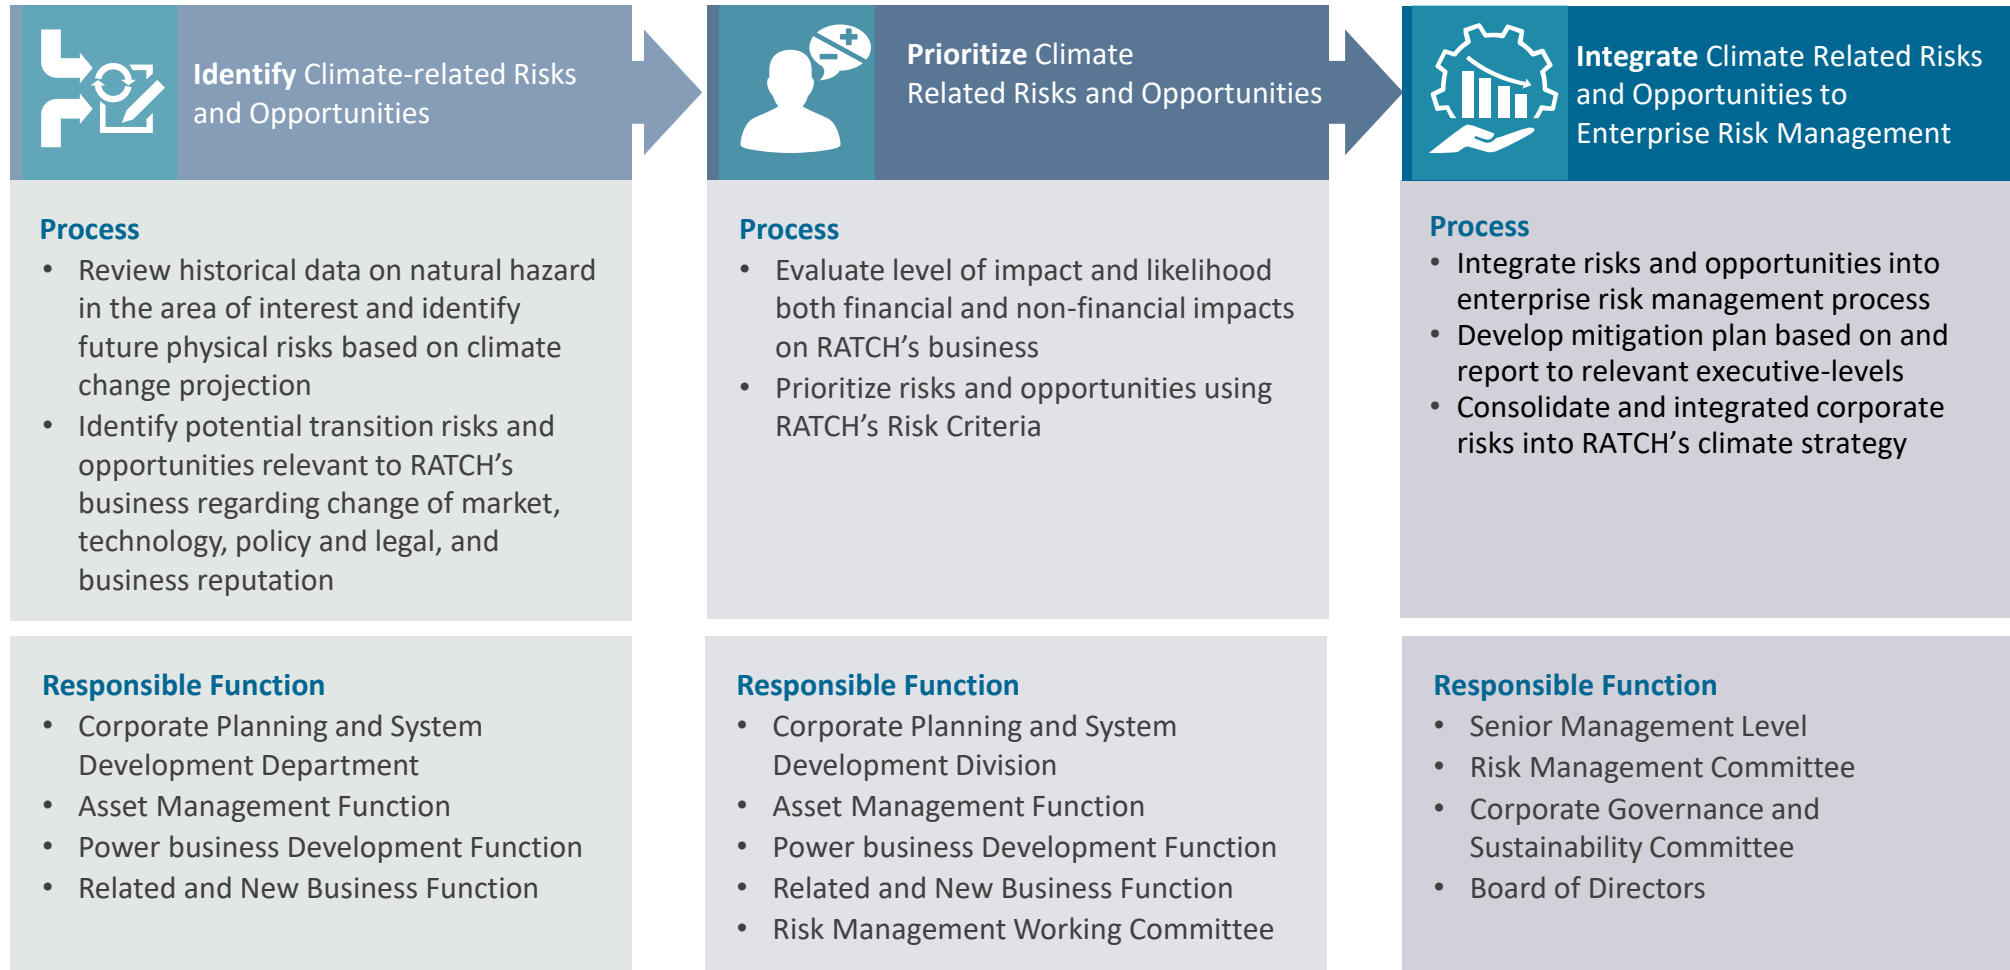 Identify Climate-related Risks
and Opportunities
Prioritize Climate
Related Risks and Opportunities
Integrate Climate Related Risks
and Opportunities to
Enterprise Risk Management
Process
• Review historical data on natural hazard
in the area of interest and identify
future physical risks based on climate
change projection
• Identify potential transition risks and
opportunities relevant to RATCH’s
business regarding change of market,
technology, policy and legal, and
business reputation
Process
• Evaluate level of impact and likelihood
both financial and non-financial impacts
on RATCH’s business
• Prioritize risks and opportunities using
RATCH’s Risk Criteria
Process
• Integrate risks and opportunities into
enterprise risk management process
• Develop mitigation plan based on and
report to relevant executive-levels
• Consolidate and integrated corporate
risks into RATCH’s climate strategy
Responsible Function
• Corporate Planning and System
Development Department
• Asset Management Function
• Power business Development Function
• Related and New Business Function
Responsible Function
• Corporate Planning and System
Development Division
• Asset Management Function
• Power business Development Function
• Related and New Business Function
• Risk Management Working Committee
Responsible Function
• Senior Management Level
• Risk Management Committee
• Corporate Governance and
Sustainability Committee
• Board of Directors